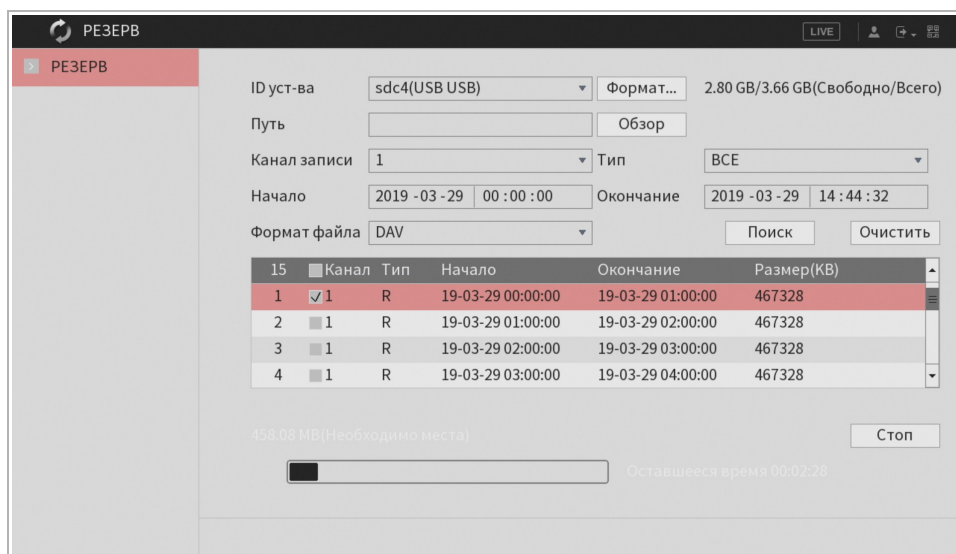 РЕЗЕРВ
LIVE
РЕЗЕРВ
ID уст-ва sdc4(USB USB) Формат... 2.80 GB/3.66 GB(Свободно/Всего)
Путь Обзор
Канал записи 1 Тип ВСЕ
Начало 2019 -03 -29 00 :00 :00 Окончание 2019 -03 -29 14 :44 :32
Формат файла DAV Поиск Очистить
15 Канал Тип Начало Окончание Размер(KB)
1 1 R 19-03-29 00:00:00 19-03-29 01:00:00 467328
2 1 R 19-03-29 01:00:00 19-03-29 02:00:00 467328
3 1 R 19-03-29 02:00:00 19-03-29 03:00:00 467328
4 1 R 19-03-29 03:00:00 19-03-29 04:00:00 467328
458.08 MB(Необходимо места) Стоп
Оставшееся время 00:02:28